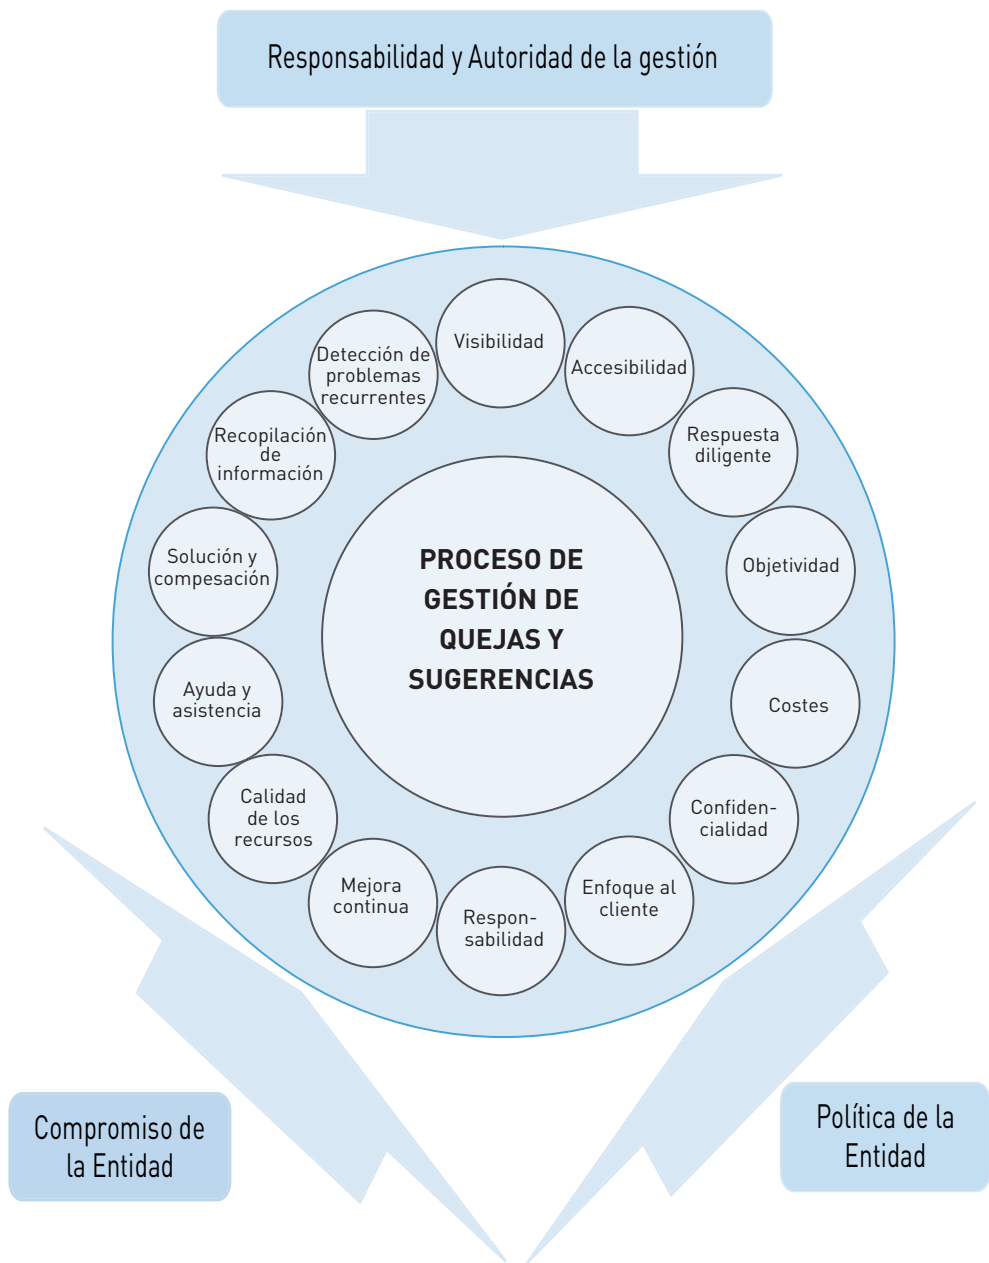 Responsabilidad y Autoridad de la gestión
Visibilidad
Accesibilidad
Respuesta
diligente
Objetividad
Costes
Confiden-
cialidad
Enfoque al
cliente
Respon-
sabilidad
Mejora
continua
Calidad
de los
recursos
Ayuda y
asistencia
Solución y
compesación
Recopilación
de
información
Detección de
problemas
recurrentes
PROCESO DE
GESTIÓN DE
QUEJAS Y
SUGERENCIAS
Compromiso de
la Entidad
Política de la
Entidad